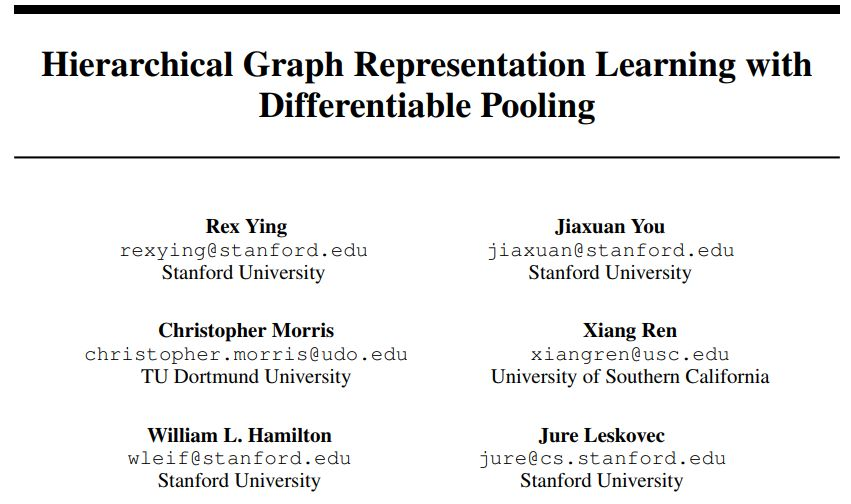 Hierarchical Graph Representation Learning with
Differentiable Pooling
Rex Ying
rexying@stanford.edu
Stanford University
Jiaxuan You
jiaxuan@stanford.edu
Stanford University
Christopher Morris
christopher.morris@udo.edu
TU Dortmund University
Xiang Ren
xiangren@usc.edu
University of Southern California
William L. Hamilton
wleif@stanford.edu
Stanford University
Jure Leskovec
jure@cs.stanford.edu
Stanford University